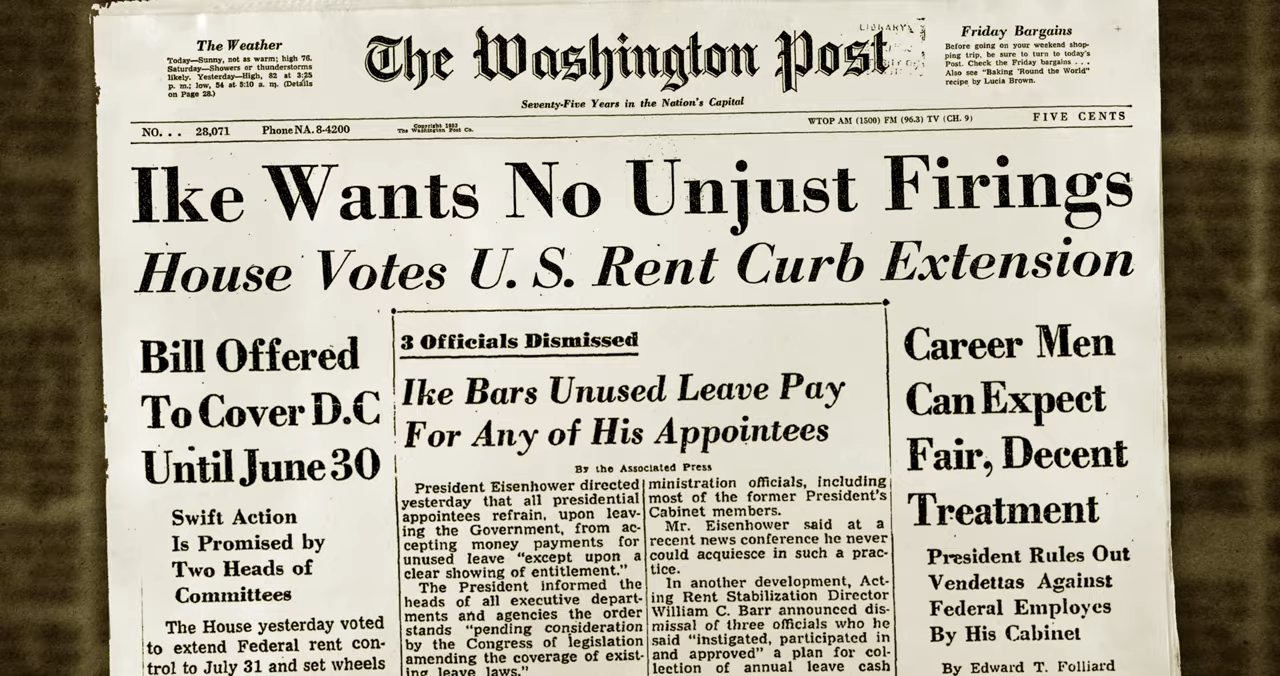 The Weather
Today—Sunny, not as warm; high 76.
Saturday—Showers or thunderstorms
likely. Yesterday—High, 82 at 3:25
p. m.; low, 54 at 5:10 a. m. (Details
on Page 28.)
The Washington Post
Seventy-Five Years in the Nation's Capital
LIBRARY
Friday Bargains
Before going on your weekend shop-
ping trip, be sure to turn to today's
Post. Check the Friday bargains . . .
Also see "Baking 'Round the World"
recipe by Lucia Brown.
NO. . . 28,071
Phone NA. 8-4200
Copyright 1953
The Washington Post Co.
WTOP AM (1500) FM (96.3) TV (CH. 9)
FIVE CENTS
Ike Wants No Unjust Firings
House Votes U. S. Rent Curb Extension
Bill Offered
To Cover D.C
Until June 30
Swift Action
Is Promised by
Two Heads of
Committees
The House yesterday voted
to extend Federal rent con-
trol to July 31 and set wheels
3 Officials Dismissed
Ike Bars Unused Leave Pay
For Any of His Appointees
By the Associated Press
President Eisenhower directed
yesterday that all presidential
appointees refrain, upon leav-
ing the Government, from ac-
cepting money payments for
unused leave "except upon a
clear showing of entitlement."
The President informed the
heads of all executive depart-
ments and agencies the order
stands "pending consideration
by the Congress of legislation
amending the coverage of exist-
ing leave laws."
ministration officials, including
most of the former President's
Cabinet members.
Mr. Eisenhower said at a
recent news conference he never
could acquiesce in such a prac-
tice.
In another development, Act-
ing Rent Stabilization Director
William C. Barr announced dis-
missal of three officials who he
said "instigated, participated in
and approved" a plan for col-
lection of annual leave cash
Career Men
Can Expect
Fair, Decent
Treatment
President Rules Out
Vendettas Against
Federal Employes
By His Cabinet
By Edward T. Folliard